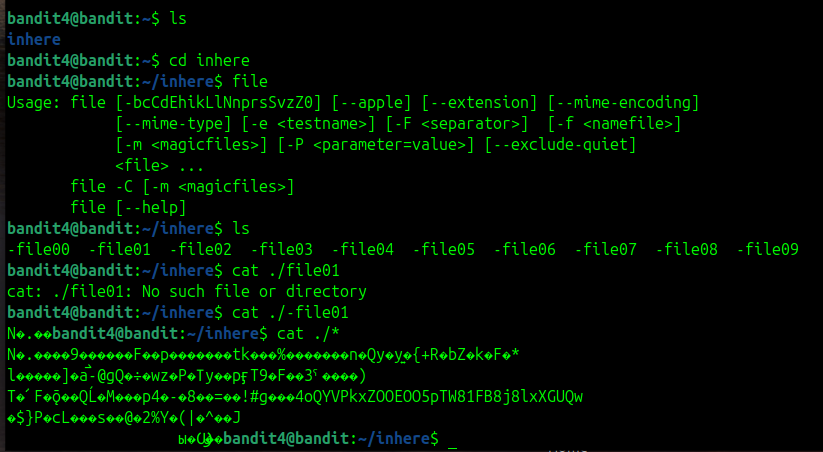 bandit4@bandit:~$ ls
inhere
bandit4@bandit:~$ cd inhere
bandit4@bandit:~/inhere$ file
Usage: file [-bcCdEhikLlNnprsSvzZ0] [--apple] [--extension] [--mime-encoding]
[--mime-type] [-e <testname>] [-F <separator>] [-f <namefile>]
[-m <magicfiles>] [-P <parameter=value>] [--exclude-quiet]
<file> ...
file -C [-m <magicfiles>]
file [--help]
bandit4@bandit:~/inhere$ ls
-file00 -file01 -file02 -file03 -file04 -file05 -file06 -file07 -file08 -file09
bandit4@bandit:~/inhere$ cat ./file01
cat: ./file01: No such file or directory
bandit4@bandit:~/inhere$ cat ./-file01
N�.��bandit4@bandit:~/inhere$ cat ./*
N�.����9������F��p�������tk���%�������n�Qy�y�{+R�bZ�k�F�*
l�����]�a-@gQ�÷�wz�P�Ty��pT9�F��3����)
T�F���QĹ�M���p4�-�8��=��!#g���4oQYVPkxZOOEOO5pTW81FB8j8lxXGUQw
�$}P�cL���s��@�2%Y�(|�^��J
bandit4@bandit:~/inhere$ _